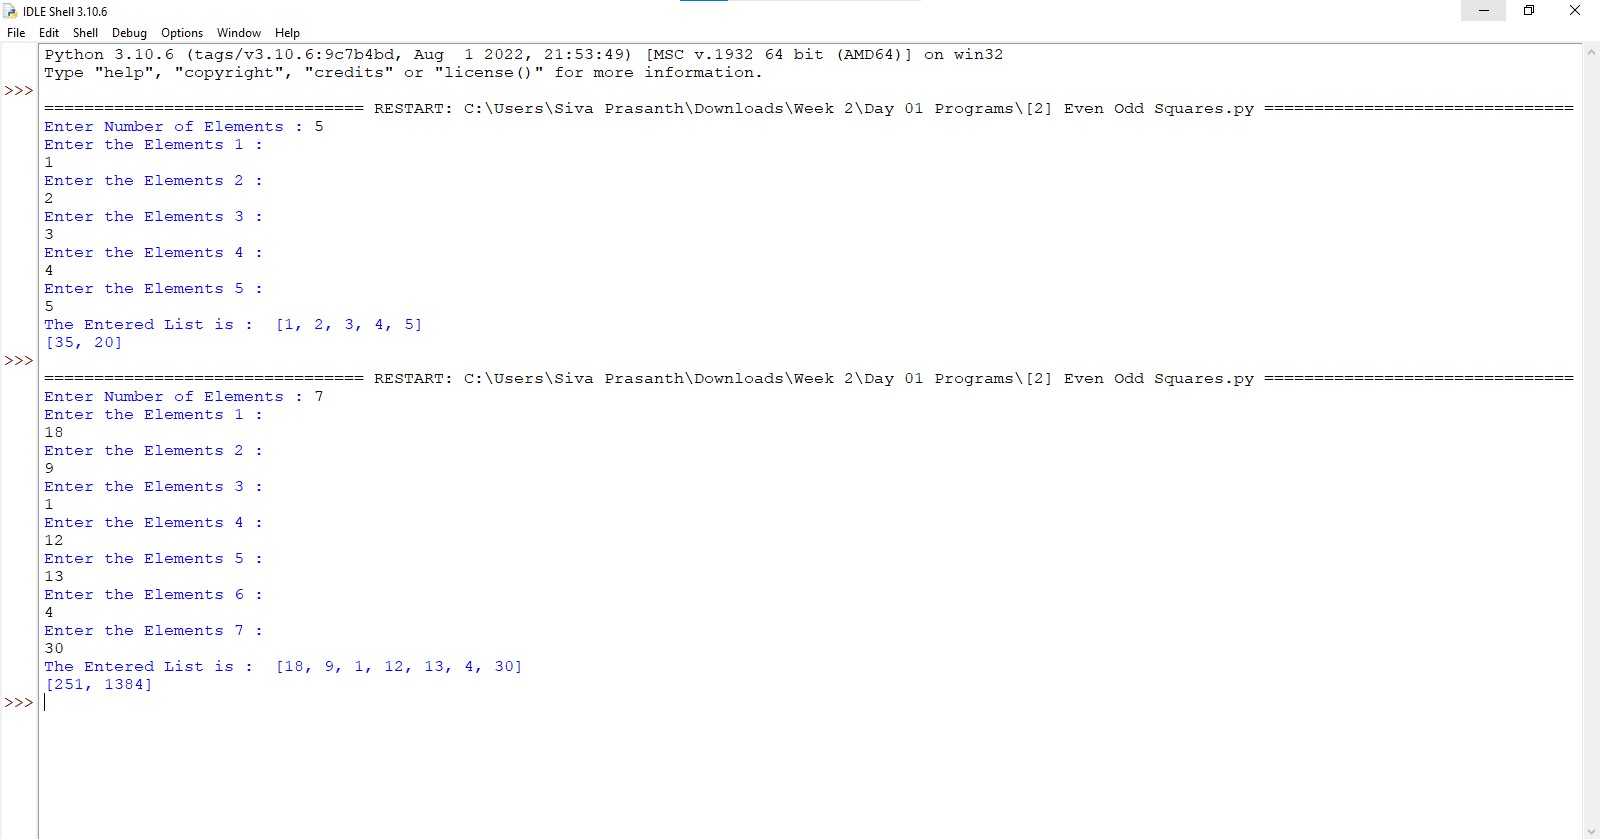 IDLE Shell 3.10.6
File Edit Shell Debug Options Window Help
Python 3.10.6 (tags/v3.10.6:9c7b4bd, Aug  1 2022, 21:53:49) [MSC v.1932 64 bit (AMD64)] on win32
Type "help", "copyright", "credits" or "license()" for more information.
>>>
================================ RESTART: C:\Users\Siva Prasanth\Downloads\Week 2\Day 01 Programs\[2] Even Odd Squares.py ===============================
Enter Number of Elements : 5
Enter the Elements 1 :
1
Enter the Elements 2 :
2
Enter the Elements 3 :
3
Enter the Elements 4 :
4
Enter the Elements 5 :
5
The Entered List is :  [1, 2, 3, 4, 5]
[35, 20]
>>>
================================ RESTART: C:\Users\Siva Prasanth\Downloads\Week 2\Day 01 Programs\[2] Even Odd Squares.py ===============================
Enter Number of Elements : 7
Enter the Elements 1 :
18
Enter the Elements 2 :
9
Enter the Elements 3 :
1
Enter the Elements 4 :
12
Enter the Elements 5 :
13
Enter the Elements 6 :
4
Enter the Elements 7 :
30
The Entered List is :  [18, 9, 1, 12, 13, 4, 30]
[251, 1384]
>>>